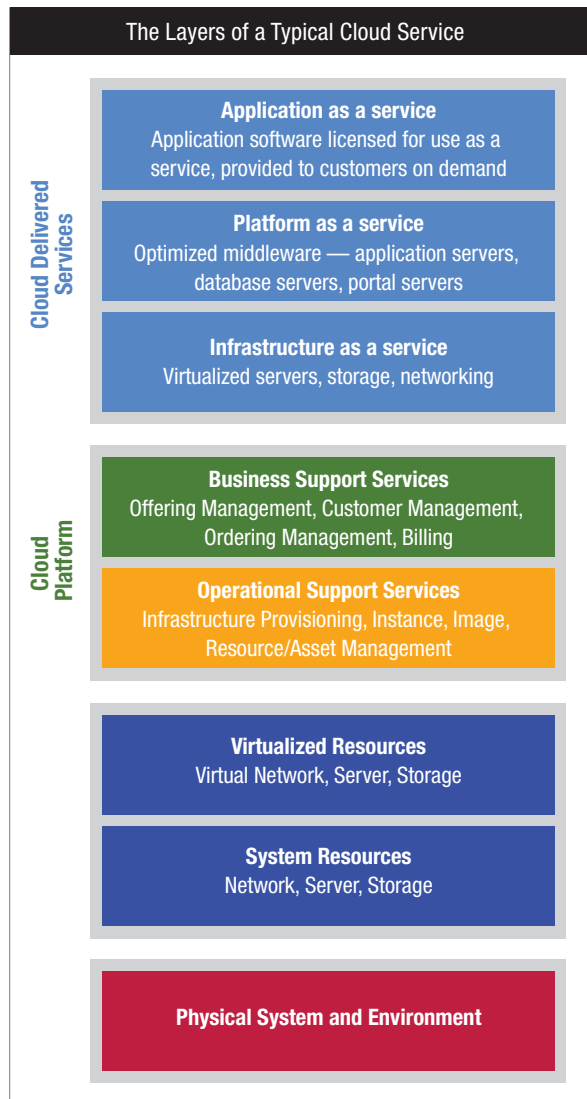 The Layers of a Typical Cloud Service
Cloud Delivered
Services
Application as a service
Application software licensed for use as a
service, provided to customers on demand
Platform as a service
Optimized middleware — application servers,
database servers, portal servers
Infrastructure as a service
Virtualized servers, storage, networking
Cloud
Platform
Business Support Services
Offering Management, Customer Management,
Ordering Management, Billing
Operational Support Services
Infrastructure Provisioning, Instance, Image,
Resource/Asset Management
Virtualized Resources
Virtual Network, Server, Storage
System Resources
Network, Server, Storage
Physical System and Environment